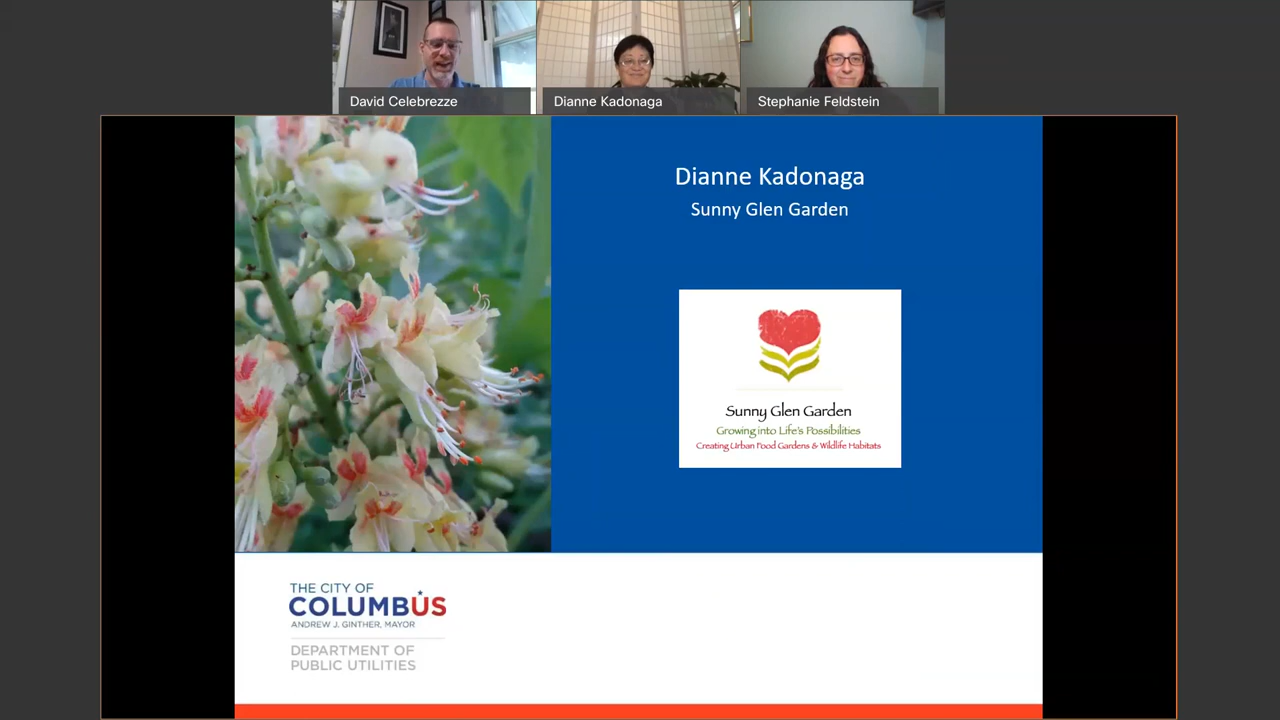 David Celebrezze
Dianne Kadonaga
Stephanie Feldstein
Dianne Kadonaga
Sunny Glen Garden
Sunny Glen Garden
Growing into Life's Possibilities
Creating Urban Food Gardens & Wildlife Habitats
THE CITY OF
COLUMBUS
ANDREW J. GINTHER, MAYOR
DEPARTMENT OF
PUBLIC UTILITIES